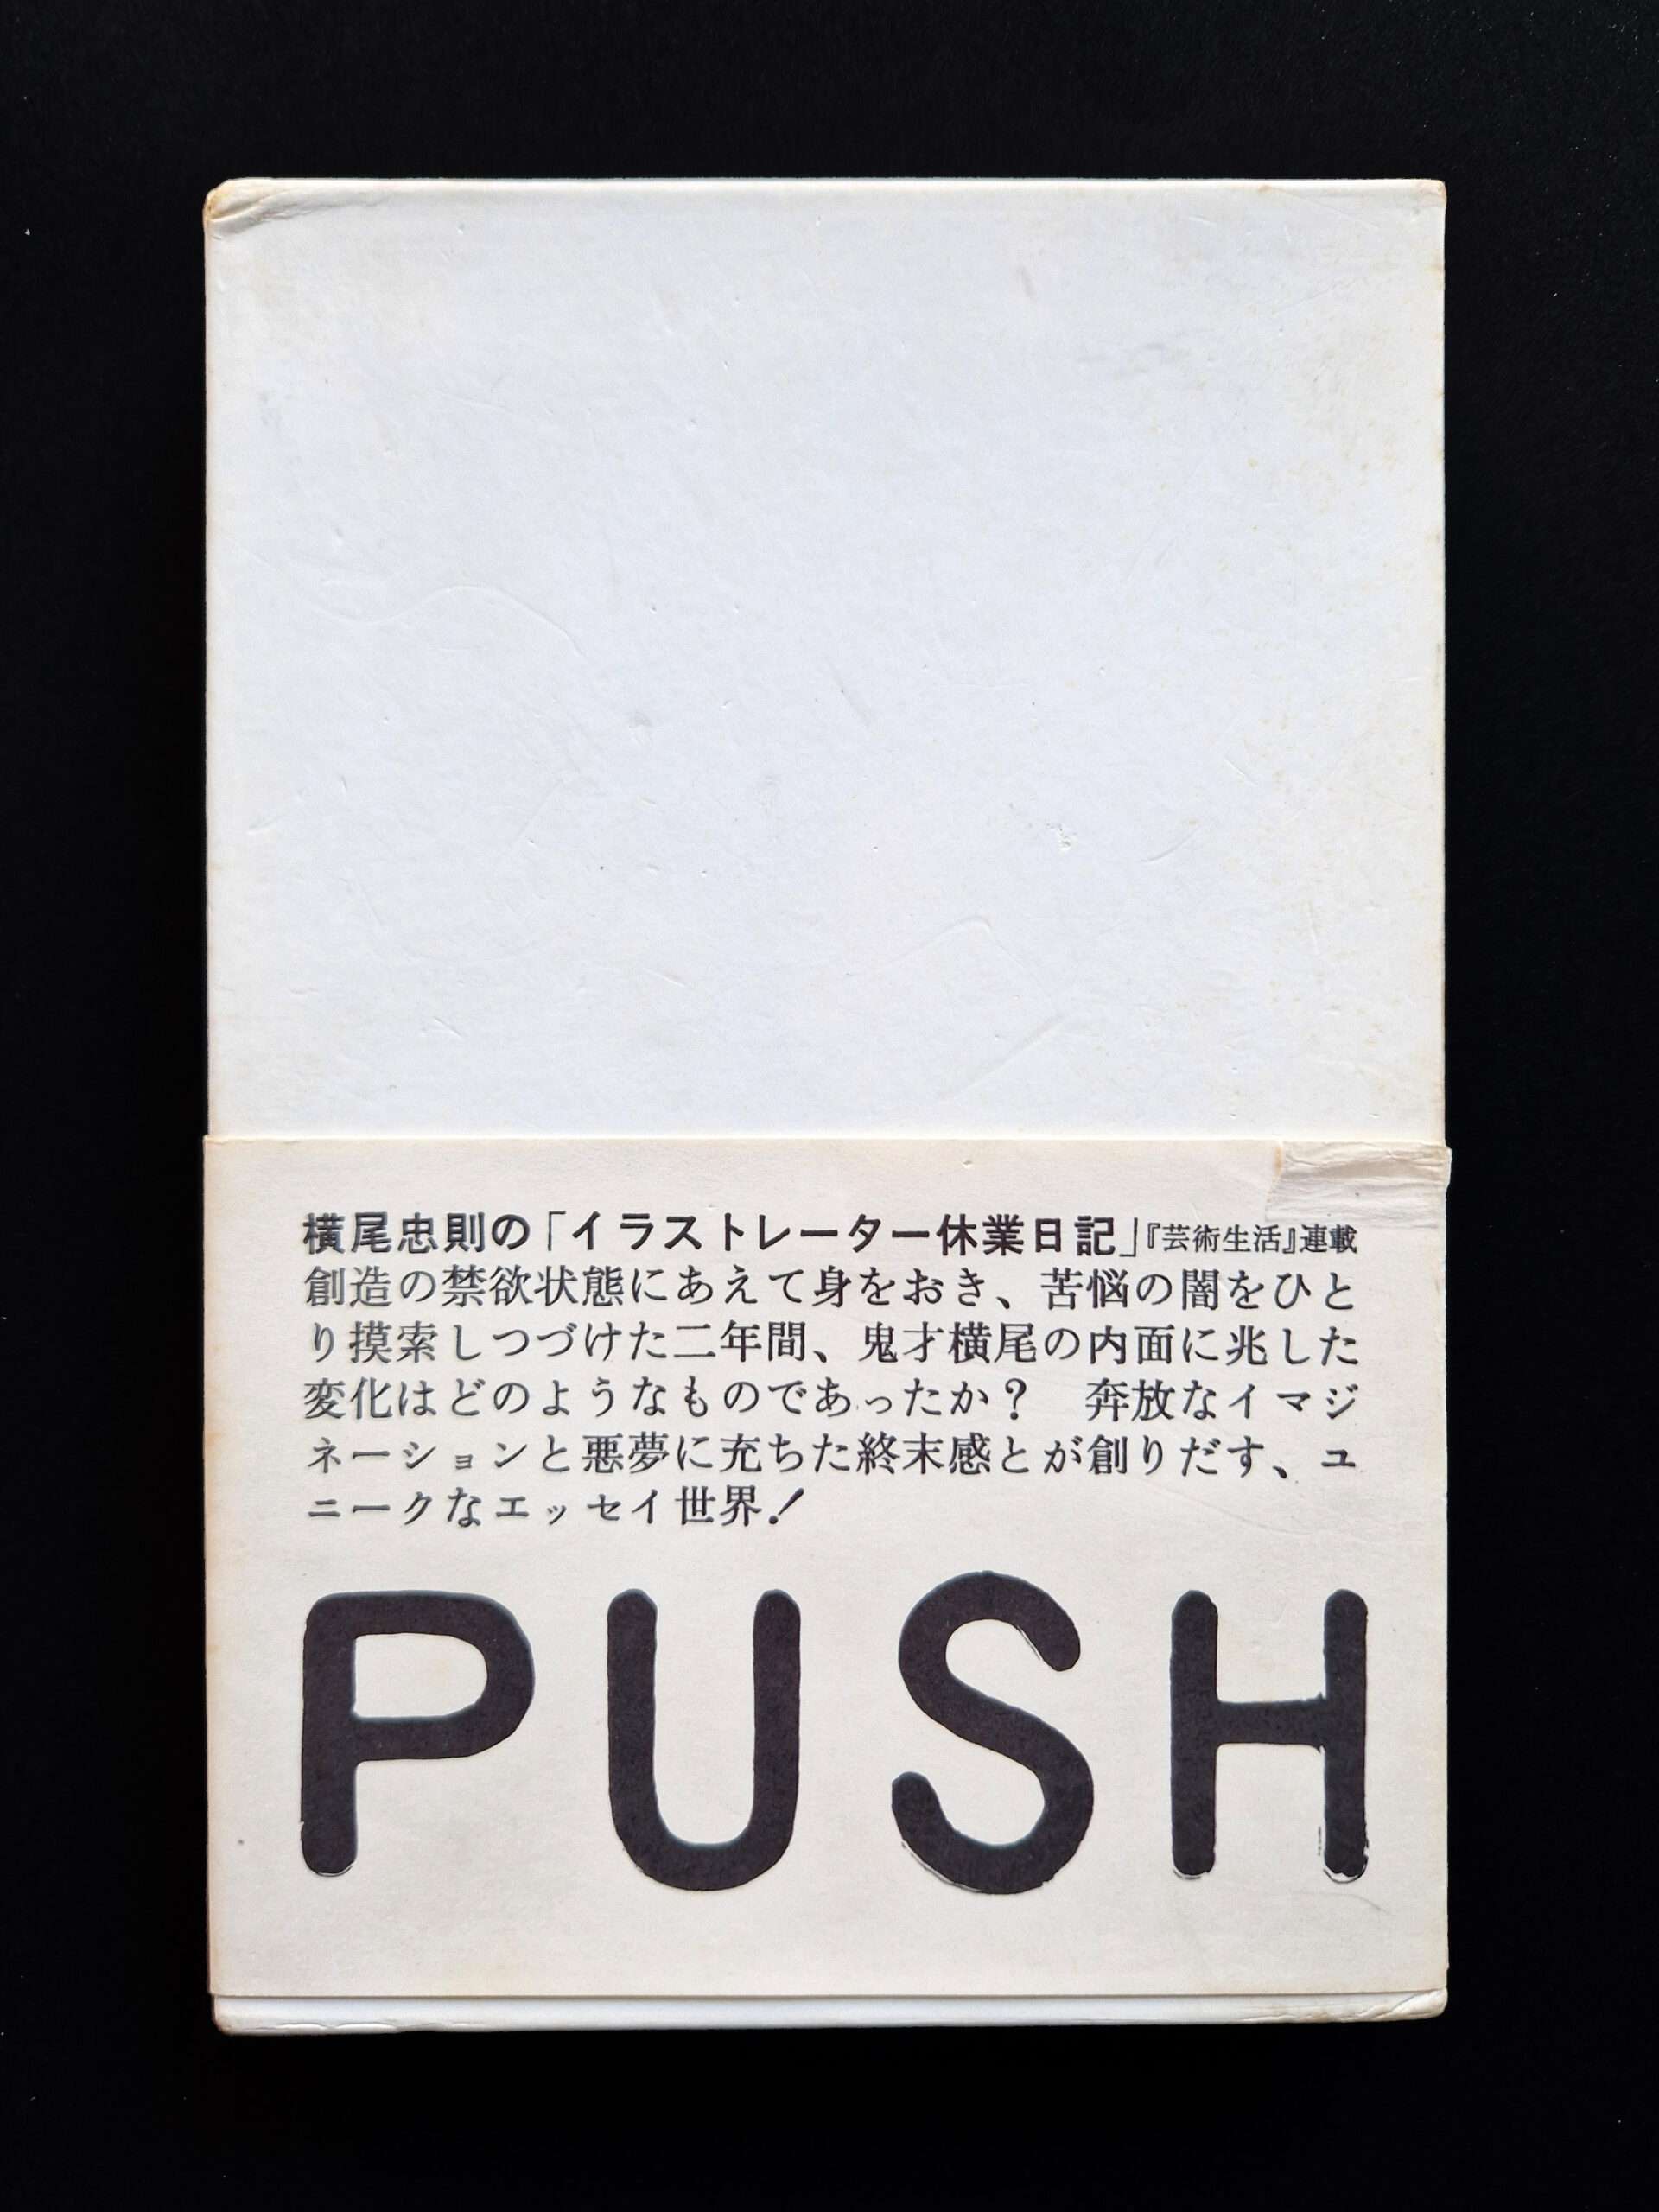 横尾忠則の「イラストレーター休業日記」『芸術生活』連載
創造の禁欲状態にあえて身をおき、苦悩の闇をひと
り摸索しつづけた二年間、鬼才横尾の内面に兆した
変化はどのようなものであったか？　奔放なイマジ
ネーションと悪夢に充ちた終末感とが創りだす、ユ
ニークなエッセイ世界！
PUSH